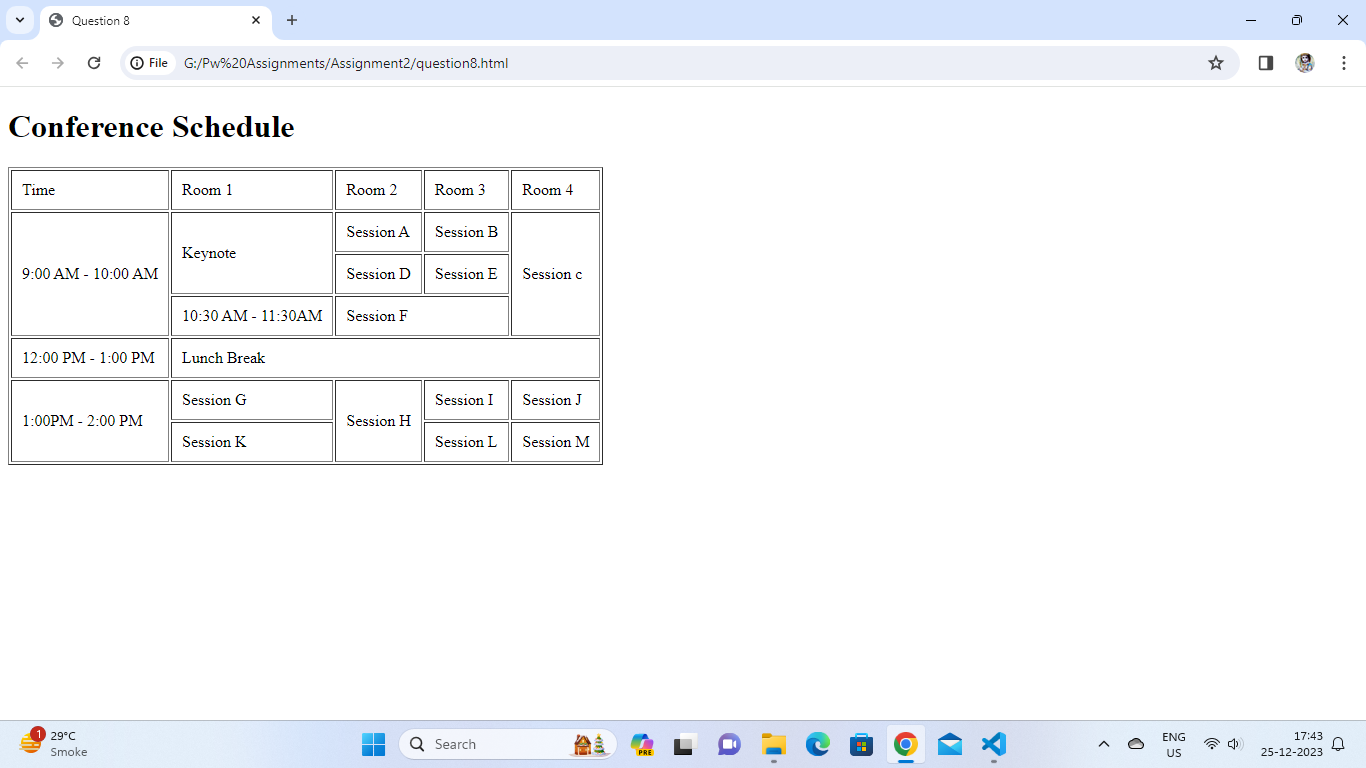 Question 8
File G:/Pw%20Assignments/Assignment2/question8.html
Conference Schedule
Time Room 1 Room 2 Room 3 Room 4
9:00 AM - 10:00 AM Keynote Session A Session B Session c
Session D Session E
10:30 AM - 11:30AM Session F
12:00 PM - 1:00 PM Lunch Break
1:00PM - 2:00 PM Session G Session H Session I Session J
Session K Session L Session M
1 29°C
Smoke
Search
PRE
ENG
US
17:43
25-12-2023